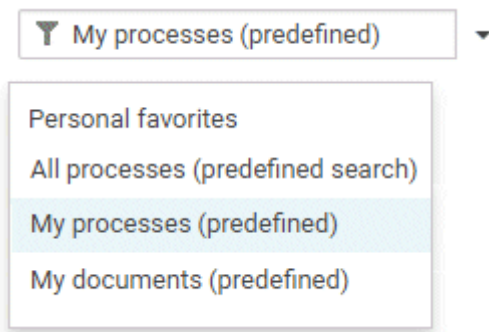 My processes (predefined)
Personal favorites
All processes (predefined search)
My processes (predefined)
My documents (predefined)